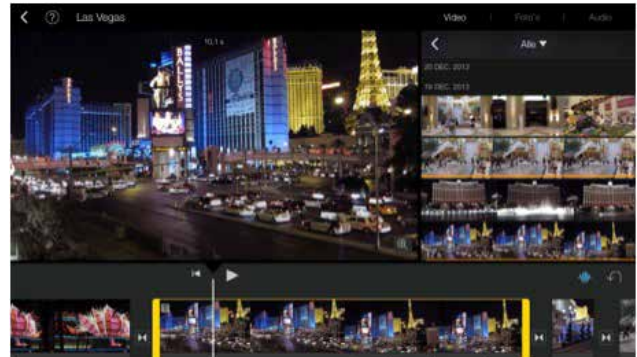 Las Vegas
Video
Foto's
Audio
10,1 s
Alle
20 DEC. 2013
19 DEC. 2013
BALLY'S